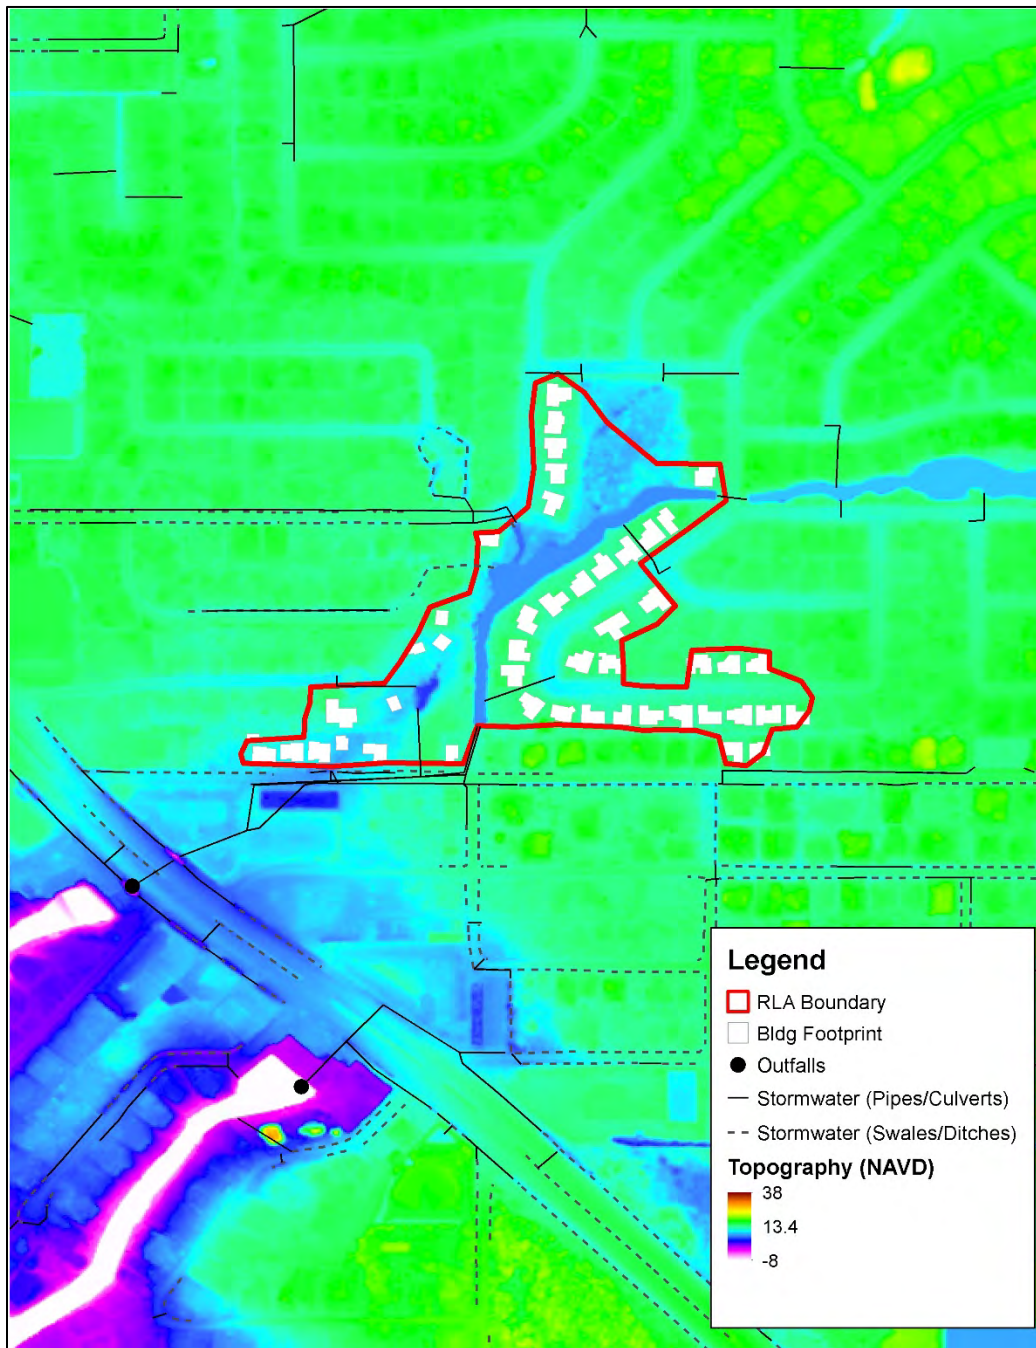 Legend
RLA Boundary
Bldg Footprint
Outfalls
Stormwater (Pipes/Culverts)
Stormwater (Swales/Ditches)
Topography (NAVD)
38
13.4
-8